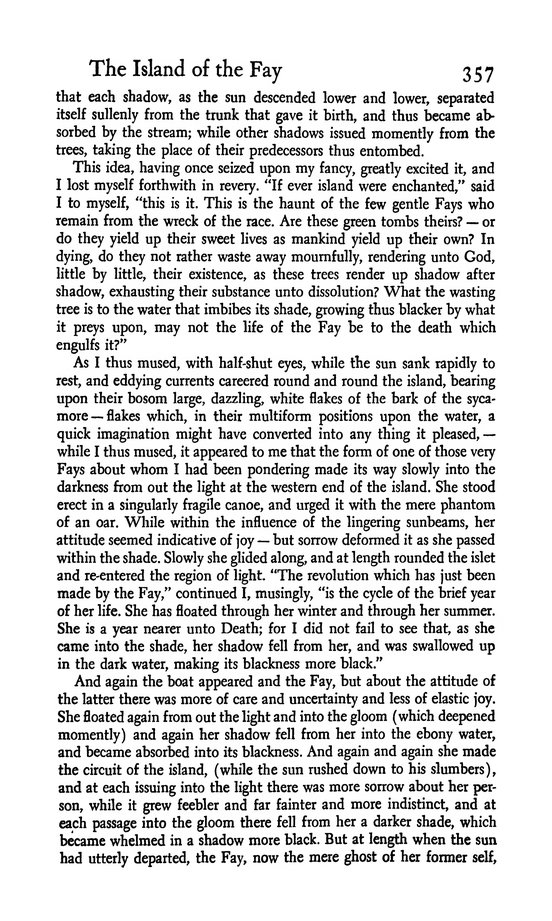 The Island of the Fay 357
that each shadow, as the sun descended lower and lower, separated
itself sullenly from the trunk that gave it birth, and thus became ab-
sorbed by the stream; while other shadows issued momently from the
trees, taking the place of their predecessors thus entombed.
This idea, having once seized upon my fancy, greatly excited it, and
I lost myself forthwith in revery. "If ever island were enchanted," said
I to myself, "this is it. This is the haunt of the few gentle Fays who
remain from the wreck of the race. Are these green tombs theirs? — or
do they yield up their sweet lives as mankind yield up their own? In
dying, do they not rather waste away mournfully, rendering unto God,
little by little, their existence, as these trees render up shadow after
shadow, exhausting their substance unto dissolution? What the wasting
tree is to the water that imbibes its shade, growing thus blacker by what
it preys upon, may not the life of the Fay be to the death which
engulfs it?"
As I thus mused, with half-shut eyes, while the sun sank rapidly to
rest, and eddying currents careered round and round the island, bearing
upon their bosom large, dazzling, white flakes of the bark of the syca-
more — flakes which, in their multiform positions upon the water, a
quick imagination might have converted into any thing it pleased, —
while I thus mused, it appeared to me that the form of one of those very
Fays about whom I had been pondering made its way slowly into the
darkness from out the light at the western end of the island. She stood
erect in a singularly fragile canoe, and urged it with the mere phantom
of an oar. While within the influence of the lingering sunbeams, her
attitude seemed indicative of joy — but sorrow deformed it as she passed
within the shade. Slowly she glided along, and at length rounded the islet
and re-entered the region of light. "The revolution which has just been
made by the Fay," continued I, musingly, "is the cycle of the brief year
of her life. She has floated through her winter and through her summer.
She is a year nearer unto Death; for I did not fail to see that, as she
came into the shade, her shadow fell from her, and was swallowed up
in the dark water, making its blackness more black."
And again the boat appeared and the Fay, but about the attitude of
the latter there was more of care and uncertainty and less of elastic joy.
She floated again from out the light and into the gloom (which deepened
momently) and again her shadow fell from her into the ebony water,
and became absorbed into its blackness. And again and again she made
the circuit of the island, (while the sun rushed down to his slumbers),
and at each issuing into the light there was more sorrow about her per-
son, while it grew feebler and far fainter and more indistinct, and at
each passage into the gloom there fell from her a darker shade, which
became whelmed in a shadow more black. But at length when the sun
had utterly departed, the Fay, now the mere ghost of her former self,